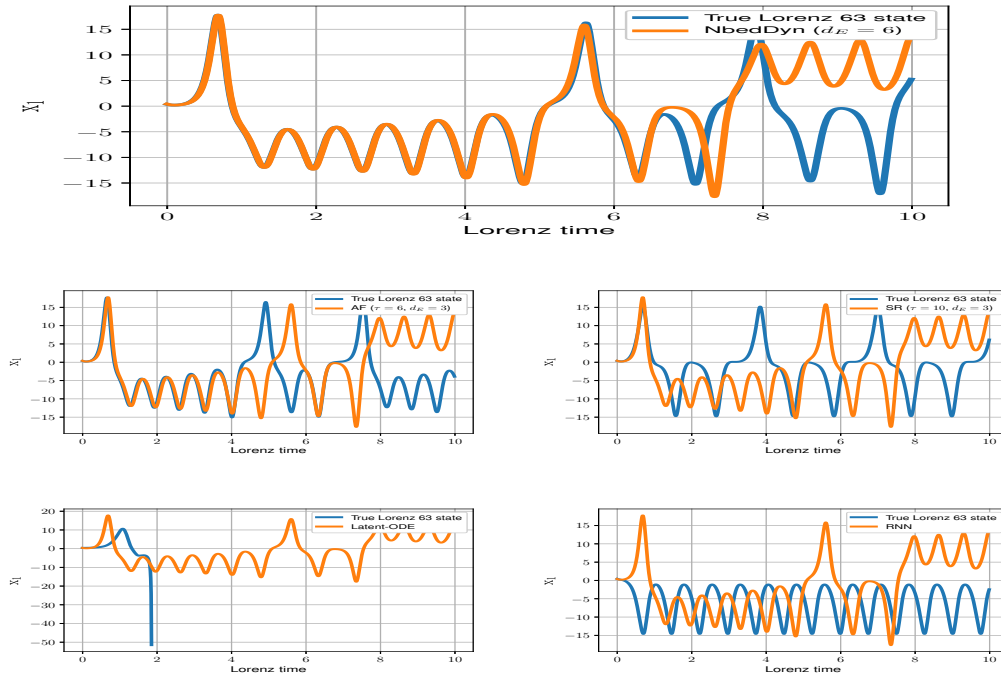 True Lorenz 63 state
NbedDyn (d_E = 6)
15
10
5
0
−5
−10
−15
X1
0 2 4 6 8 10
Lorenz time
True Lorenz 63 state
AF (τ = 6, d_E = 3)
15
10
5
0
−5
−10
−15
X1
0 2 4 6 8 10
Lorenz time
True Lorenz 63 state
SR (τ = 10, d_E = 3)
15
10
5
0
−5
−10
−15
X1
0 2 4 6 8 10
Lorenz time
True Lorenz 63 state
Latent-ODE
20
10
0
−10
−20
−30
−40
−50
X1
0 2 4 6 8 10
Lorenz time
True Lorenz 63 state
RNN
15
10
5
0
−5
−10
−15
X1
0 2 4 6 8 10
Lorenz time